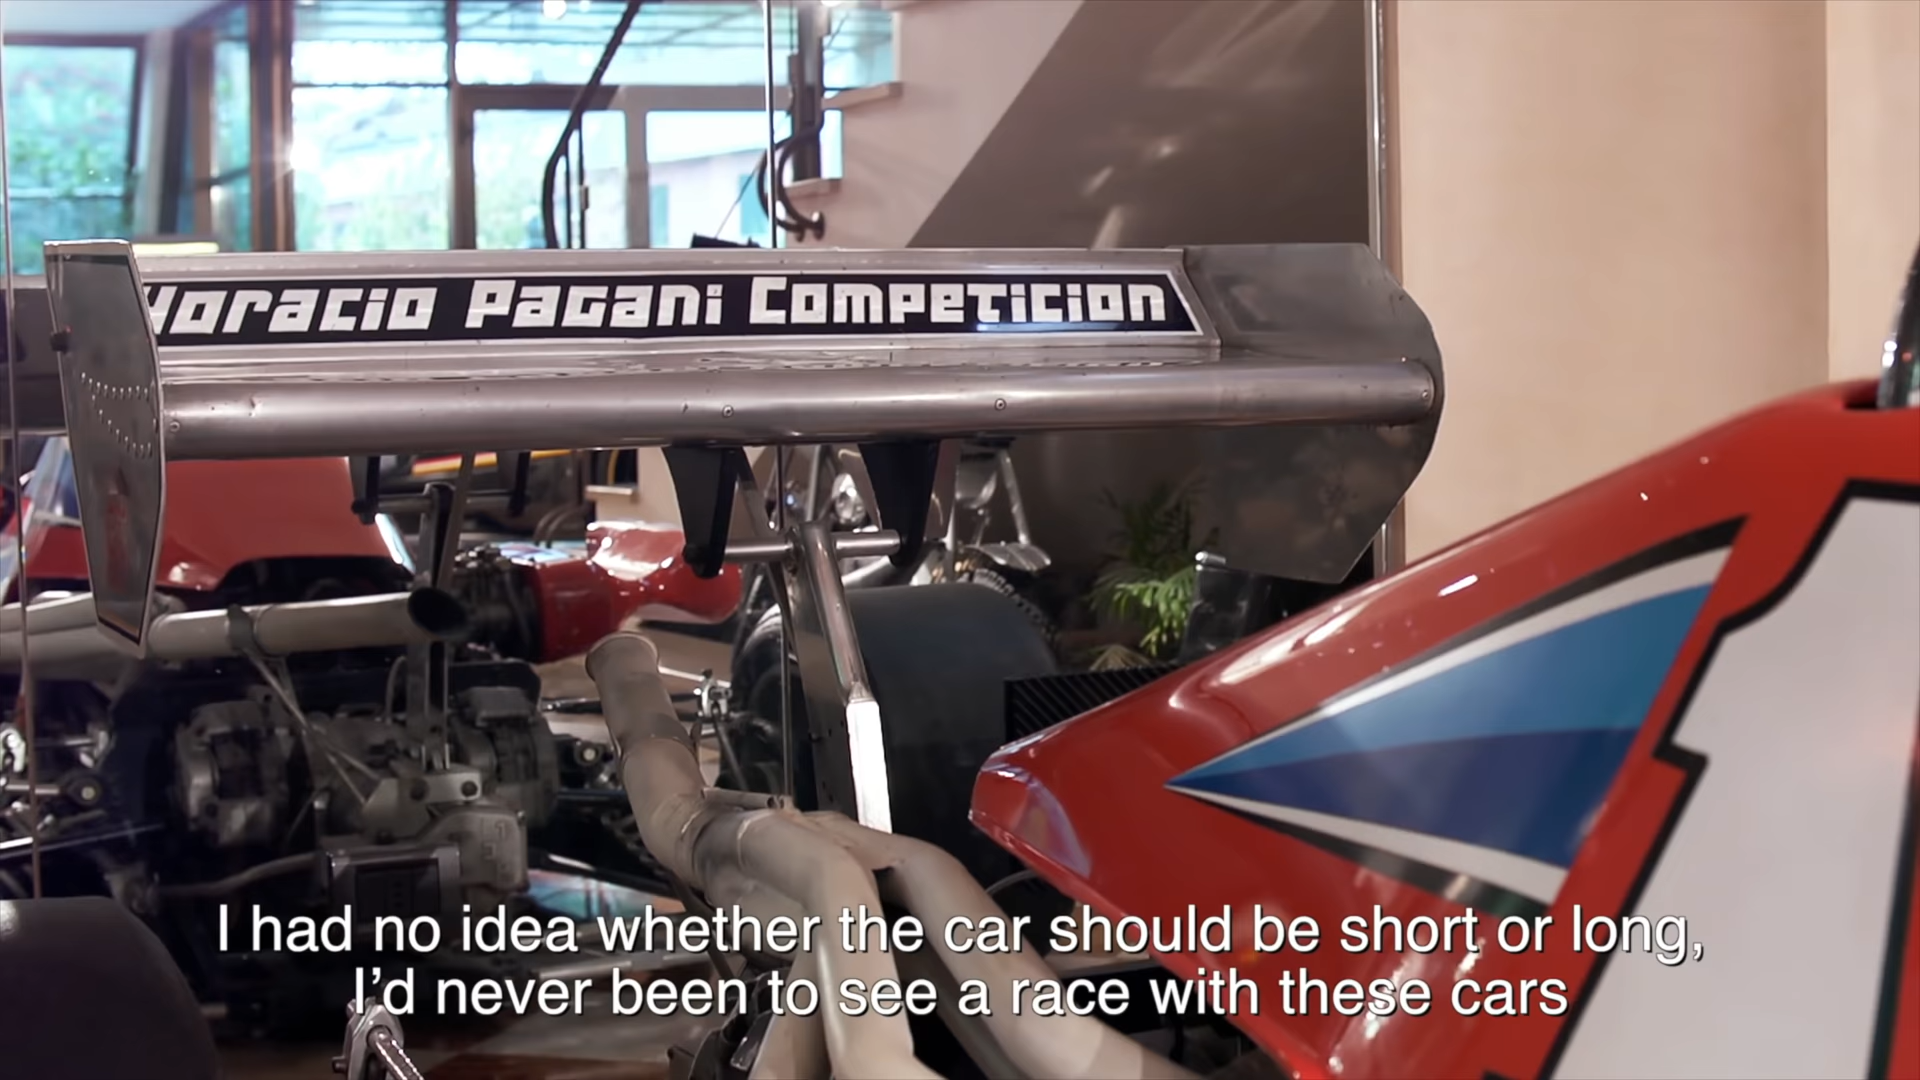 Horacio Pagani Competicion
I had no idea whether the car should be short or long,
I'd never been to see a race with these cars